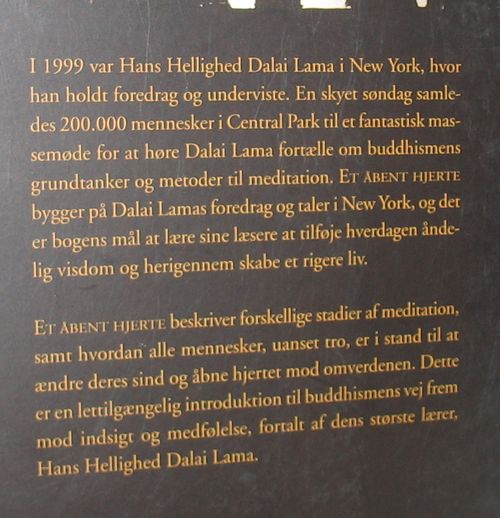 I 1999 var Hans Hellighed Dalai Lama i New York, hvor
han holdt foredrag og underviste. En skyet søndag samle-
des 200.000 mennesker i Central Park til et fantastisk mas-
semøde for at høre Dalai Lama fortælle om buddhismens
grundtanker og metoder til meditation. ET ÅBENT HJERTE
bygger på Dalai Lamas foredrag og taler i New York, og det
er bogens mål at lære sine læsere at tilføje hverdagen ånde-
lig visdom og herigennem skabe et rigere liv.
ET ÅBENT HJERTE beskriver forskellige stadier af meditation,
samt hvordan alle mennesker, uanset tro, er i stand til at
ændre deres sind og åbne hjertet mod omverdenen. Dette
er en lettilgængelig introduktion til buddhismens vej frem
mod indsigt og medfølelse, fortalt af dens største lærer,
Hans Hellighed Dalai Lama.